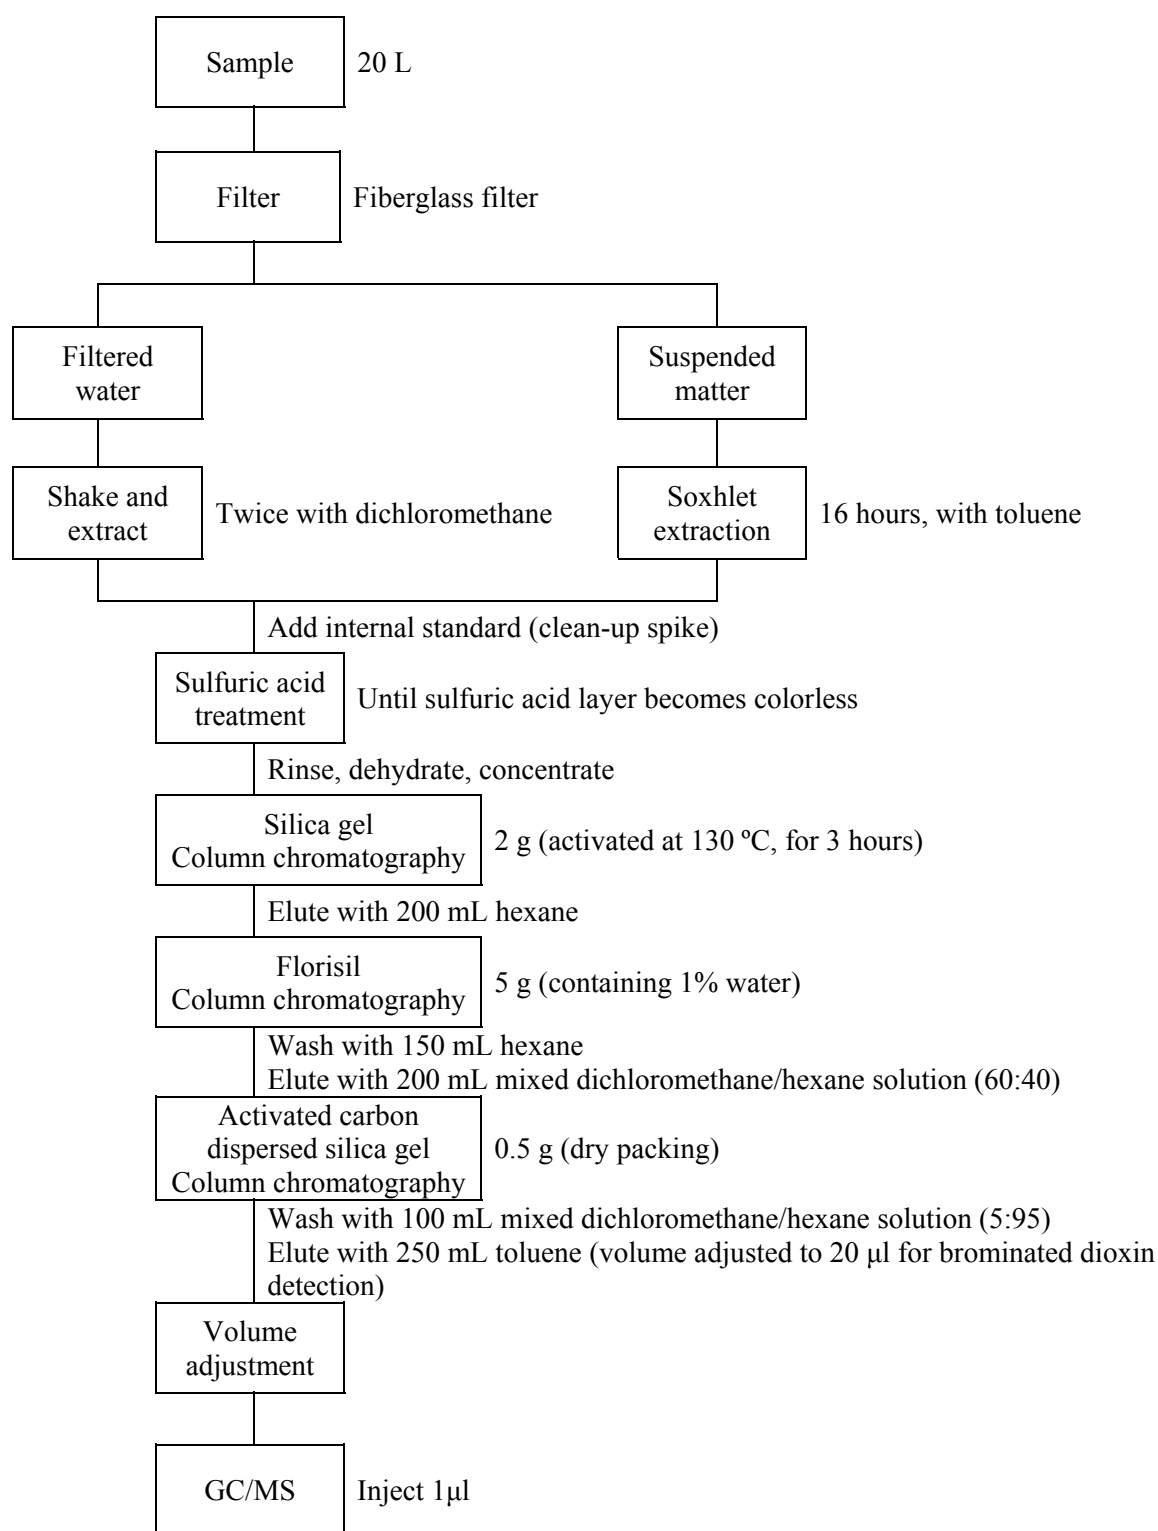 Sample
20 L
Filter
Fiberglass filter
Filtered
water
Suspended
matter
Shake and
extract
Twice with dichloromethane
Soxhlet
extraction
16 hours, with toluene
Add internal standard (clean-up spike)
Sulfuric acid
treatment
Until sulfuric acid layer becomes colorless
Rinse, dehydrate, concentrate
Silica gel
Column chromatography
2 g (activated at 130 ºC, for 3 hours)
Elute with 200 mL hexane
Florisil
Column chromatography
5 g (containing 1% water)
Wash with 150 mL hexane
Elute with 200 mL mixed dichloromethane/hexane solution (60:40)
Activated carbon
dispersed silica gel
Column chromatography
0.5 g (dry packing)
Wash with 100 mL mixed dichloromethane/hexane solution (5:95)
Elute with 250 mL toluene (volume adjusted to 20 μl for brominated dioxin
detection)
Volume
adjustment
GC/MS
Inject 1μl